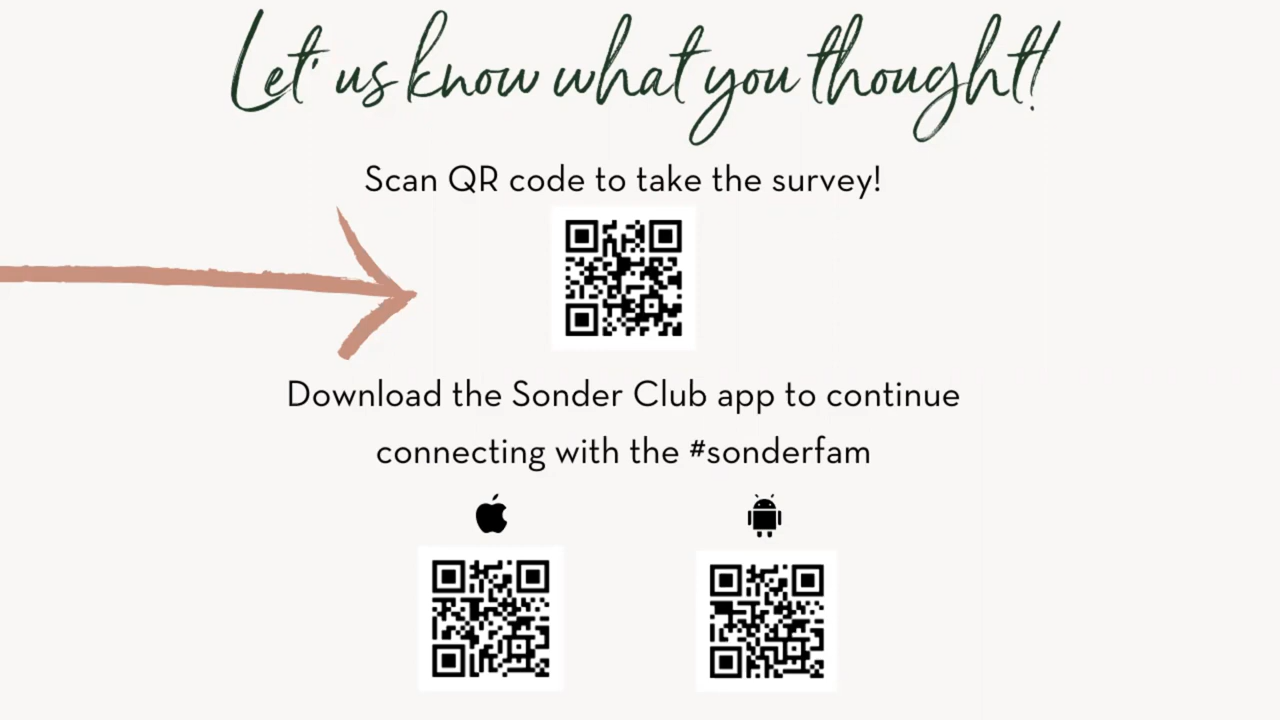 Let' us know what you thought!
Scan QR code to take the survey!
Download the Sonder Club app to continue
connecting with the #sonderfam